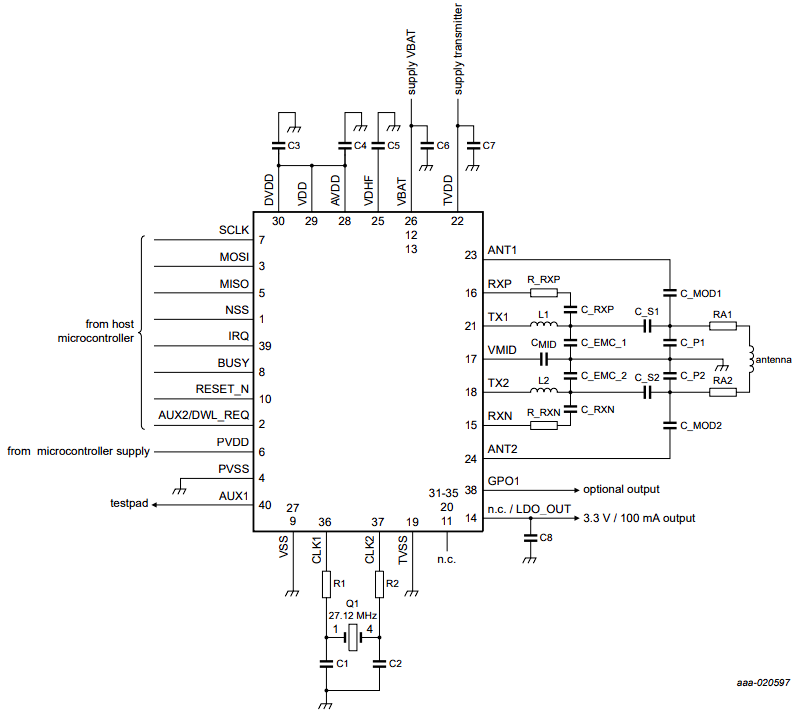 supply VBAT
supply transmitter
C3
C4
C5
C6
C7
DVDD
VDD
AVDD
VDHF
VBAT
TVDD
30
29
28
25
26
22
12
13
SCLK
7
MOSI
3
MISO
5
NSS
1
IRQ
39
BUSY
8
RESET_N
10
AUX2/DWL_REQ
2
from host
microcontroller
from microcontroller supply
PVDD
6
PVSS
4
testpad
AUX1
40
23
ANT1
16
RXP
R_RXP
C_RXP
C_MOD1
21
TX1
L1
C_S1
RA1
17
VMID
CMID
C_EMC_1
C_P1
antenna
C_EMC_2
C_P2
18
TX2
L2
C_S2
RA2
15
RXN
R_RXN
C_RXN
C_MOD2
24
ANT2
38
GPO1
optional output
14
n.c. / LDO_OUT
3.3 V / 100 mA output
C8
27
9
36
37
19
31-35
20
11
VSS
CLK1
CLK2
TVSS
n.c.
R1
R2
Q1
27.12 MHz
1
4
C1
C2
aaa-020597